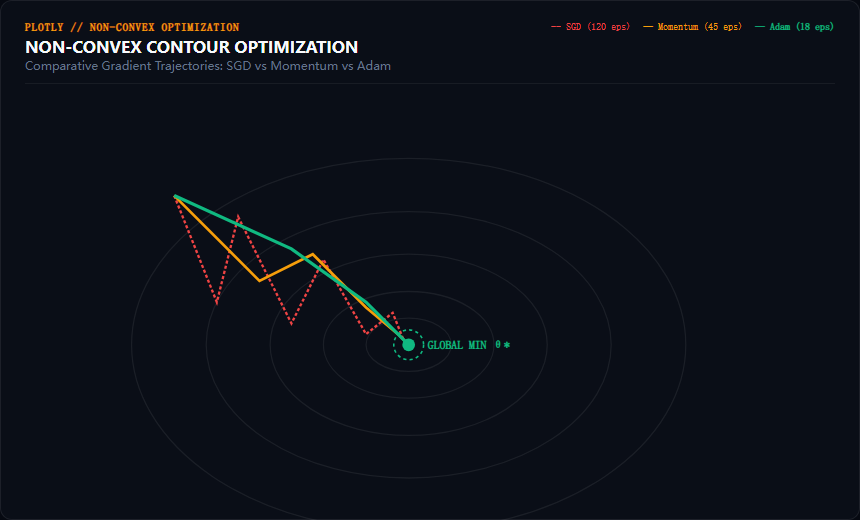 PLOTLY // NON-CONVEX OPTIMIZATION
SGD (120 eps) Momentum (45 eps) Adam (18 eps)
NON-CONVEX CONTOUR OPTIMIZATION
Comparative Gradient Trajectories: SGD vs Momentum vs Adam
GLOBAL MIN θ*